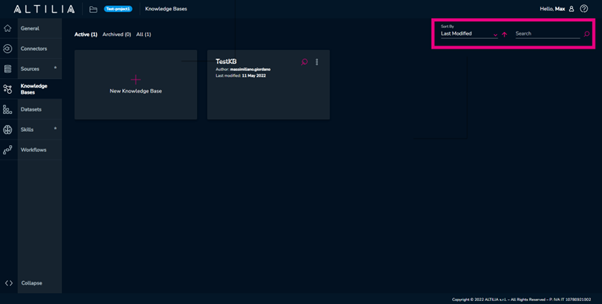 ALTILIA
Test-project1
Knowledge Bases
Hello, Max
General
Connectors
Sources
Knowledge
Bases
Datasets
Skills
Workflows
Collapse
Active (1) Archived (0) All (1)
Sort By
Last Modified
Search
New Knowledge Base
TestKB
Author: massimiliano.giordano
Last modified: 11 May 2022
Copyright © 2022 ALTILIA s.r.l. - All Rights Reserved - P. IVA IT 10780931002